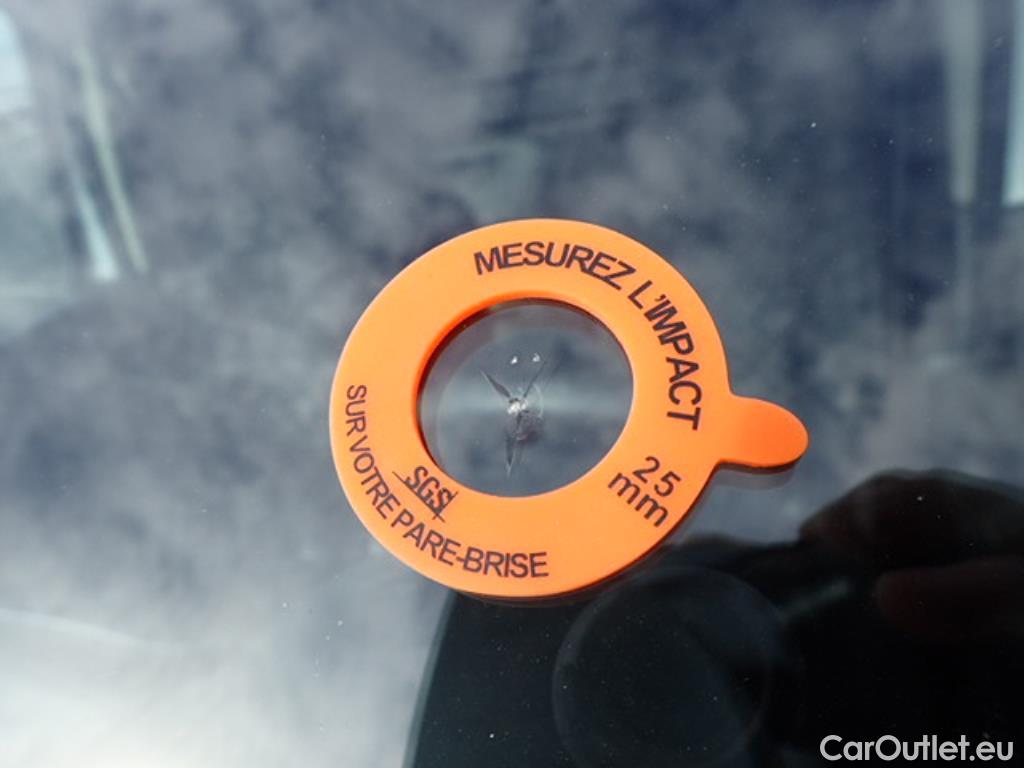 MESUREZ L'IMPACT
25
mm
SGS
SUR VOTRE PARE-BRISE
CarOutlet.eu